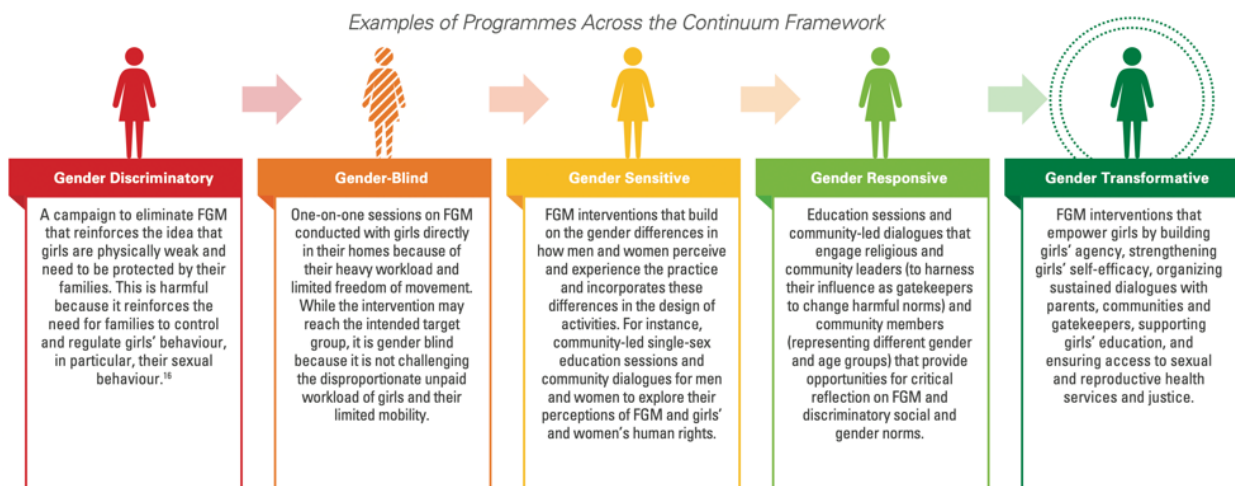 Examples of Programmes Across the Continuum Framework
Gender Discriminatory
A campaign to eliminate FGM
that reinforces the idea that
girls are physically weak and
need to be protected by their
families. This is harmful
because it reinforces the
need for families to control
and regulate girls' behaviour,
in particular, their sexual
behaviour.¹⁶
Gender-Blind
One-on-one sessions on FGM
conducted with girls directly
in their homes because of
their heavy workload and
limited freedom of movement.
While the intervention may
reach the intended target
group, it is gender blind
because it is not challenging
the disproportionate unpaid
workload of girls and their
limited mobility.
Gender Sensitive
FGM interventions that build
on the gender differences in
how men and women perceive
and experience the practice
and incorporates these
differences in the design of
activities. For instance,
community-led single-sex
education sessions and
community dialogues for men
and women to explore their
perceptions of FGM and girls'
and women's human rights.
Gender Responsive
Education sessions and
community-led dialogues that
engage religious and
community leaders (to harness
their influence as gatekeepers
to change harmful norms) and
community members
(representing different gender
and age groups) that provide
opportunities for critical
reflection on FGM and
discriminatory social and
gender norms.
Gender Transformative
FGM interventions that
empower girls by building
girls' agency, strengthening
girls' self-efficacy, organizing
sustained dialogues with
parents, communities and
gatekeepers, supporting
girls' education, and
ensuring access to sexual
and reproductive health
services and justice.